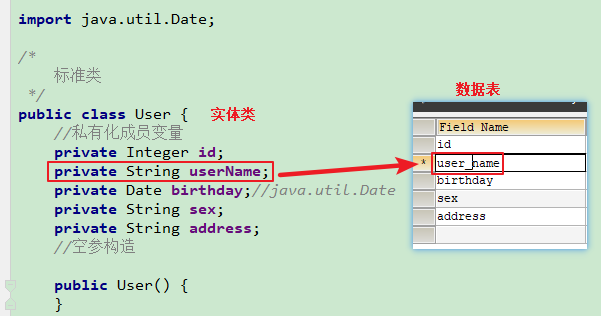 import java.util.Date;
/*
标准类
*/
public class User {
实体类
//私有化成员变量
private Integer id;
private String userName;
private Date birthday;//java.util.Date
private String sex;
private String address;
//空参构造
public User() {
}
数据表
Field Name
id
* user_name
birthday
sex
address